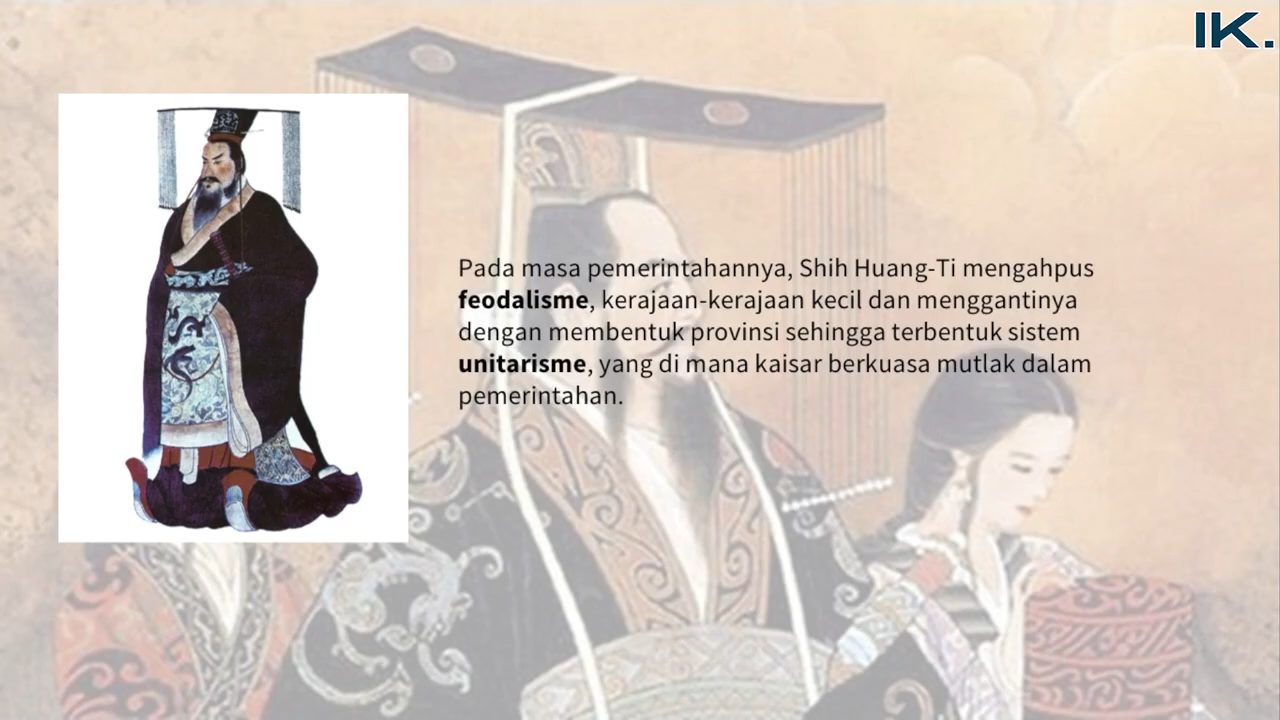 IK.
Pada masa pemerintahannya, Shih Huang-Ti mengahpus
feodalisme, kerajaan-kerajaan kecil dan menggantinya
dengan membentuk provinsi sehingga terbentuk sistem
unitarisme, yang di mana kaisar berkuasa mutlak dalam
pemerintahan.